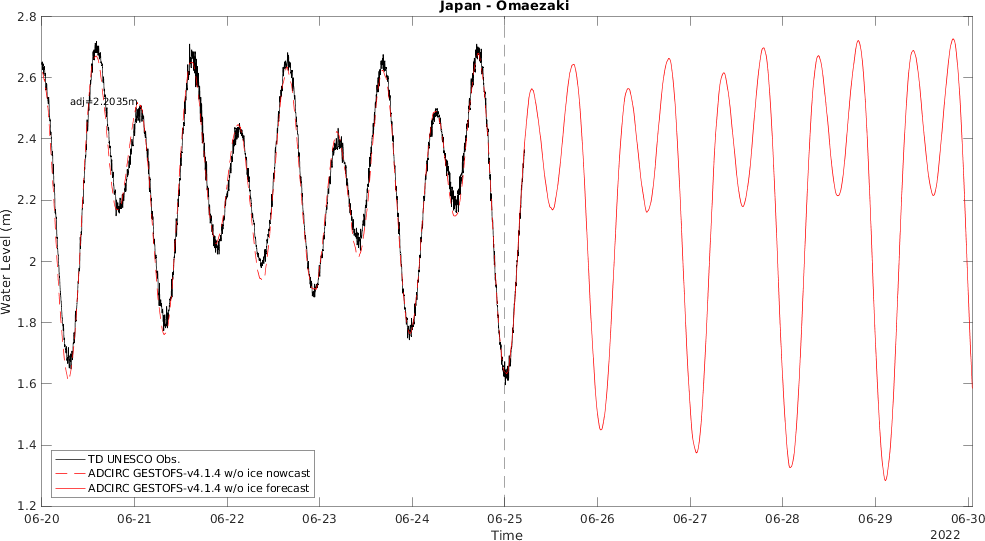 Japan - Omaezaki
2.8
2.6
adj=2.2035m
2.4
2.2
2
1.8
1.6
1.4
1.2
Water Level (m)
TD UNESCO Obs.
ADCIRC GESTOFS-v4.1.4 w/o ice nowcast
ADCIRC GESTOFS-v4.1.4 w/o ice forecast
06-20 06-21 06-22 06-23 06-24 06-25 06-26 06-27 06-28 06-29 06-30
Time
2022